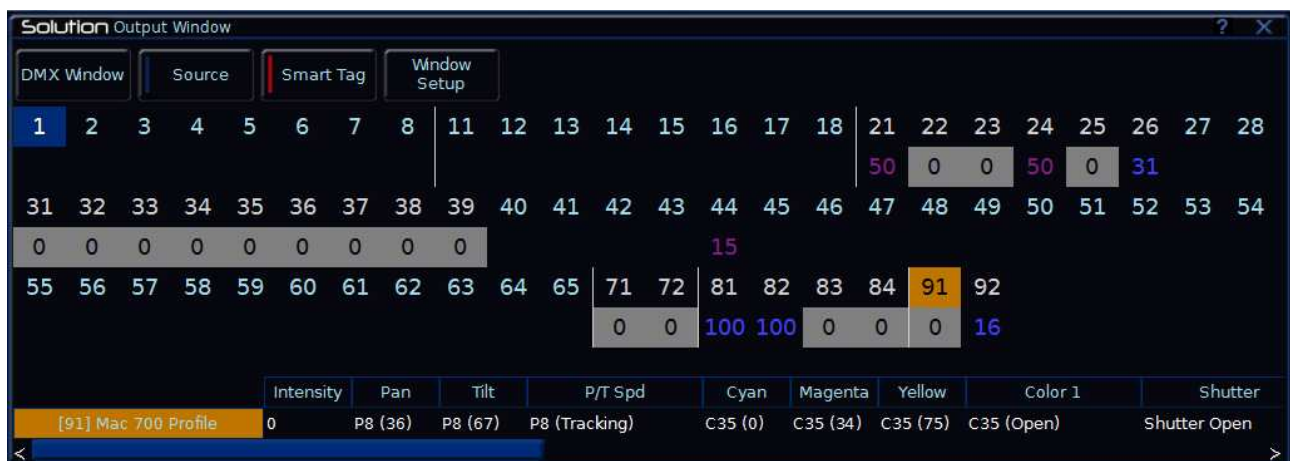 Solution Output Window ? X
DMX Window Source Smart Tag Window Setup
1 2 3 4 5 6 7 8 11 12 13 14 15 16 17 18 21 22 23 24 25 26 27 28
50 0 0 50 0 31
31 32 33 34 35 36 37 38 39 40 41 42 43 44 45 46 47 48 49 50 51 52 53 54
0 0 0 0 0 0 0 0 0 15
55 56 57 58 59 60 61 62 63 64 65 71 72 81 82 83 84 91 92
0 0 100 100 0 0 0 16
Intensity Pan Tilt P/T Spd Cyan Magenta Yellow Color 1 Shutter
[91] Mac 700 Profile 0 P8 (36) P8 (67) P8 (Tracking) C35 (0) C35 (34) C35 (75) C35 (Open) Shutter Open
< >